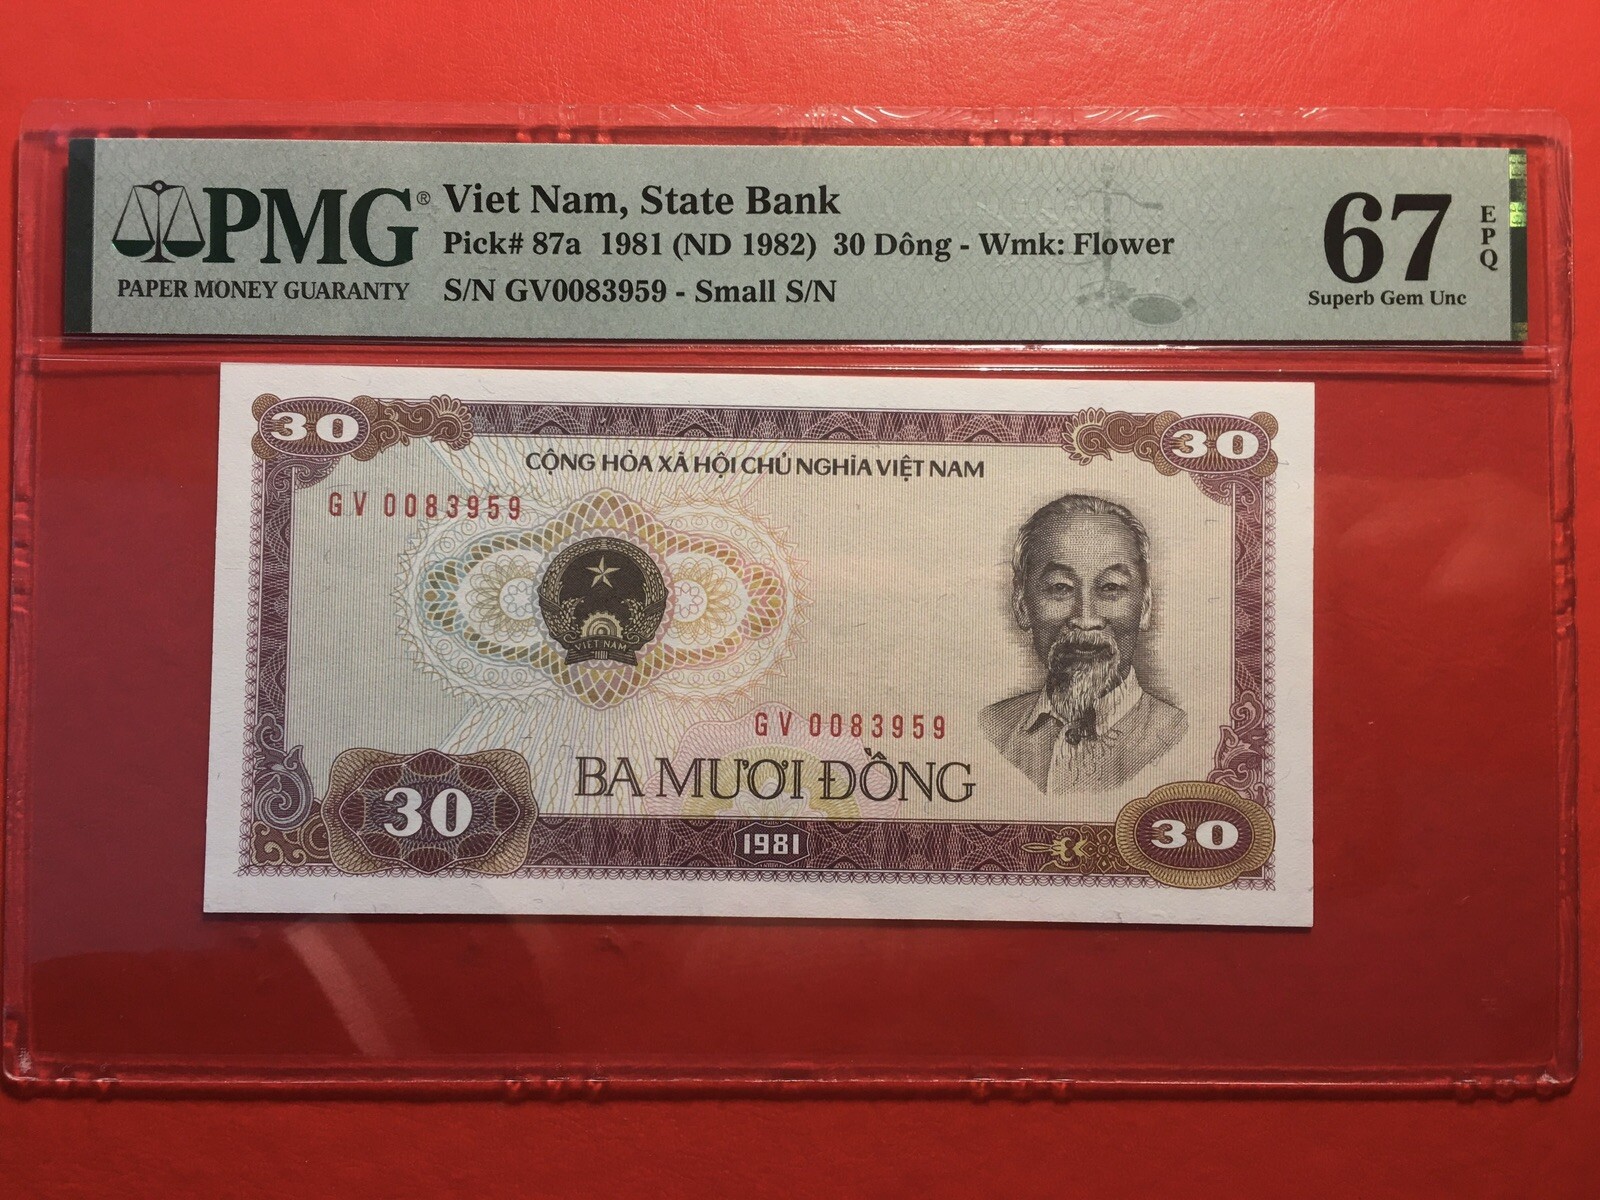 PMG®
PAPER MONEY GUARANTY
Viet Nam, State Bank
Pick# 87a 1981 (ND 1982) 30 Dông - Wmk: Flower
S/N GV0083959 - Small S/N
67
EPQ
Superb Gem Unc
30
30
CỘNG HÒA XÃ HỘI CHỦ NGHĨA VIỆT NAM
GV 0083959
VIET NAM
GV 0083959
BA MƯƠI ĐỒNG
30
1981
30